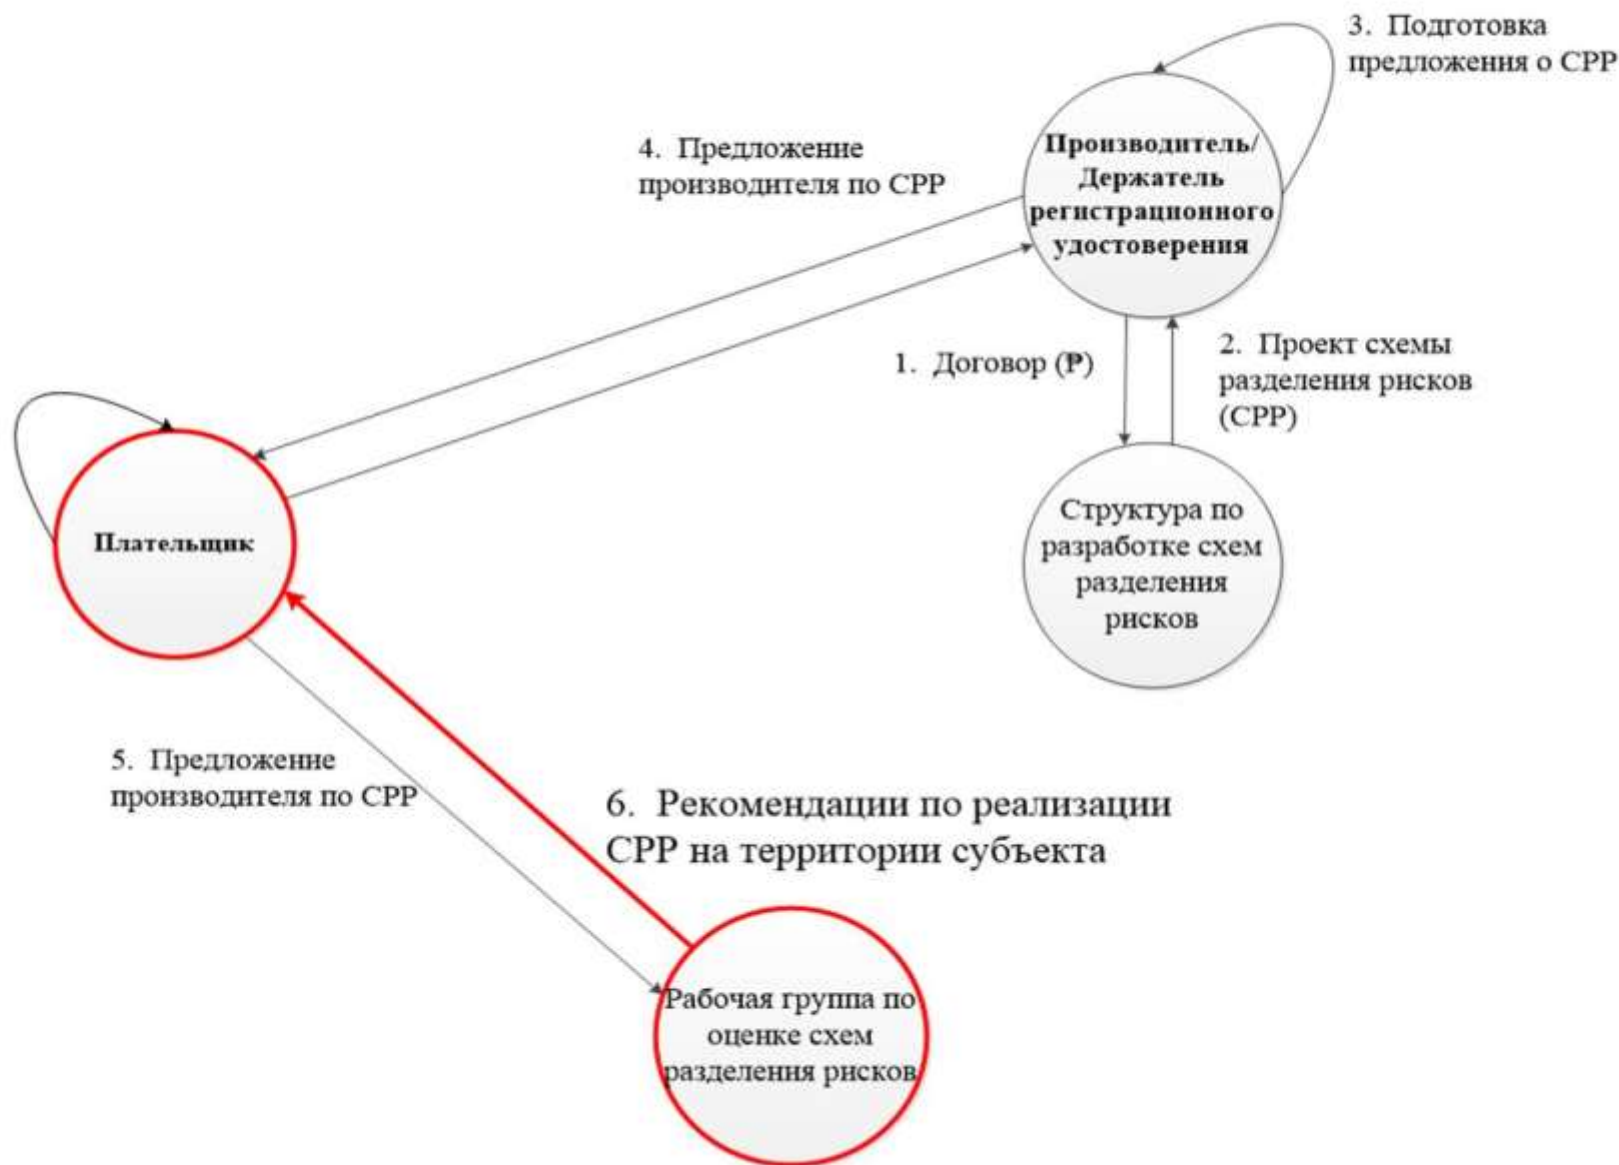 3. Подготовка
предложения о СРР
Производитель/
Держатель
регистрационного
удостоверения
4. Предложение
производителя по СРР
1. Договор (₽)
2. Проект схемы
разделения рисков
(СРР)
Структура по
разработке схем
разделения
рисков
Плательщик
5. Предложение
производителя по СРР
6. Рекомендации по реализации
СРР на территории субъекта
Рабочая группа по
оценке схем
разделения рисков